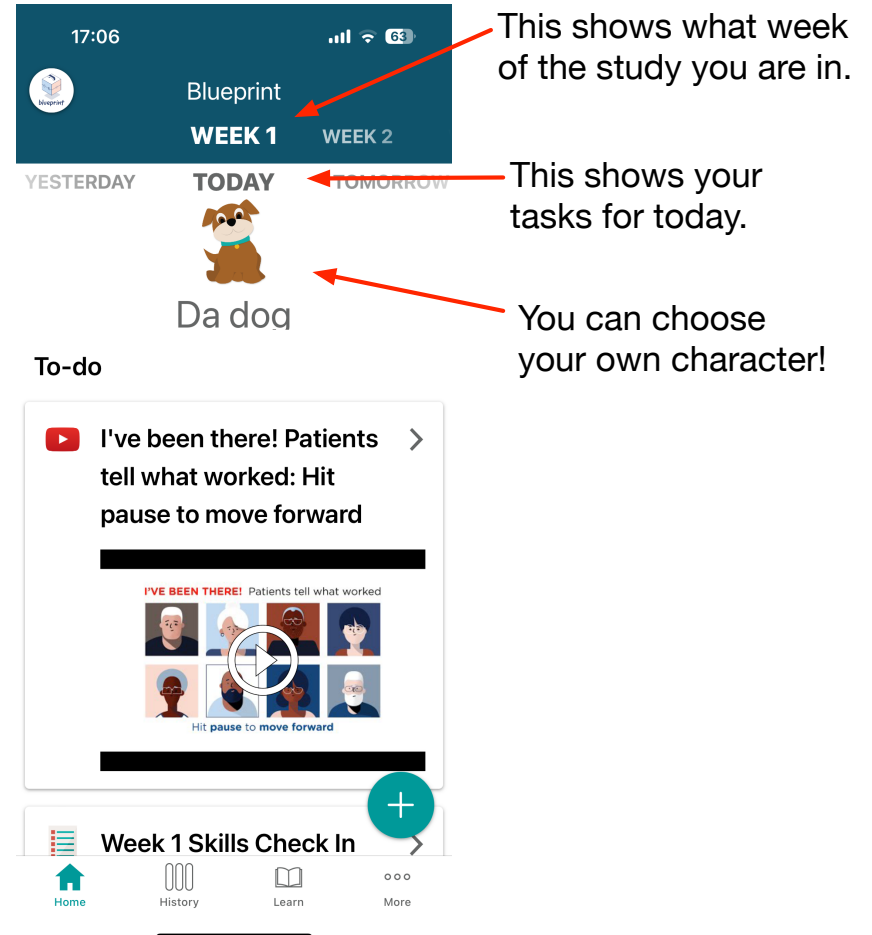 17:06
63
blueprint
Blueprint
WEEK 1 WEEK 2
YESTERDAY TODAY TOMORROW
Da dog
This shows what week
of the study you are in.
This shows your
tasks for today.
You can choose
your own character!
To-do
I've been there! Patients
tell what worked: Hit
pause to move forward
I'VE BEEN THERE! Patients tell what worked
Hit pause to move forward
Week 1 Skills Check In
Home History Learn More